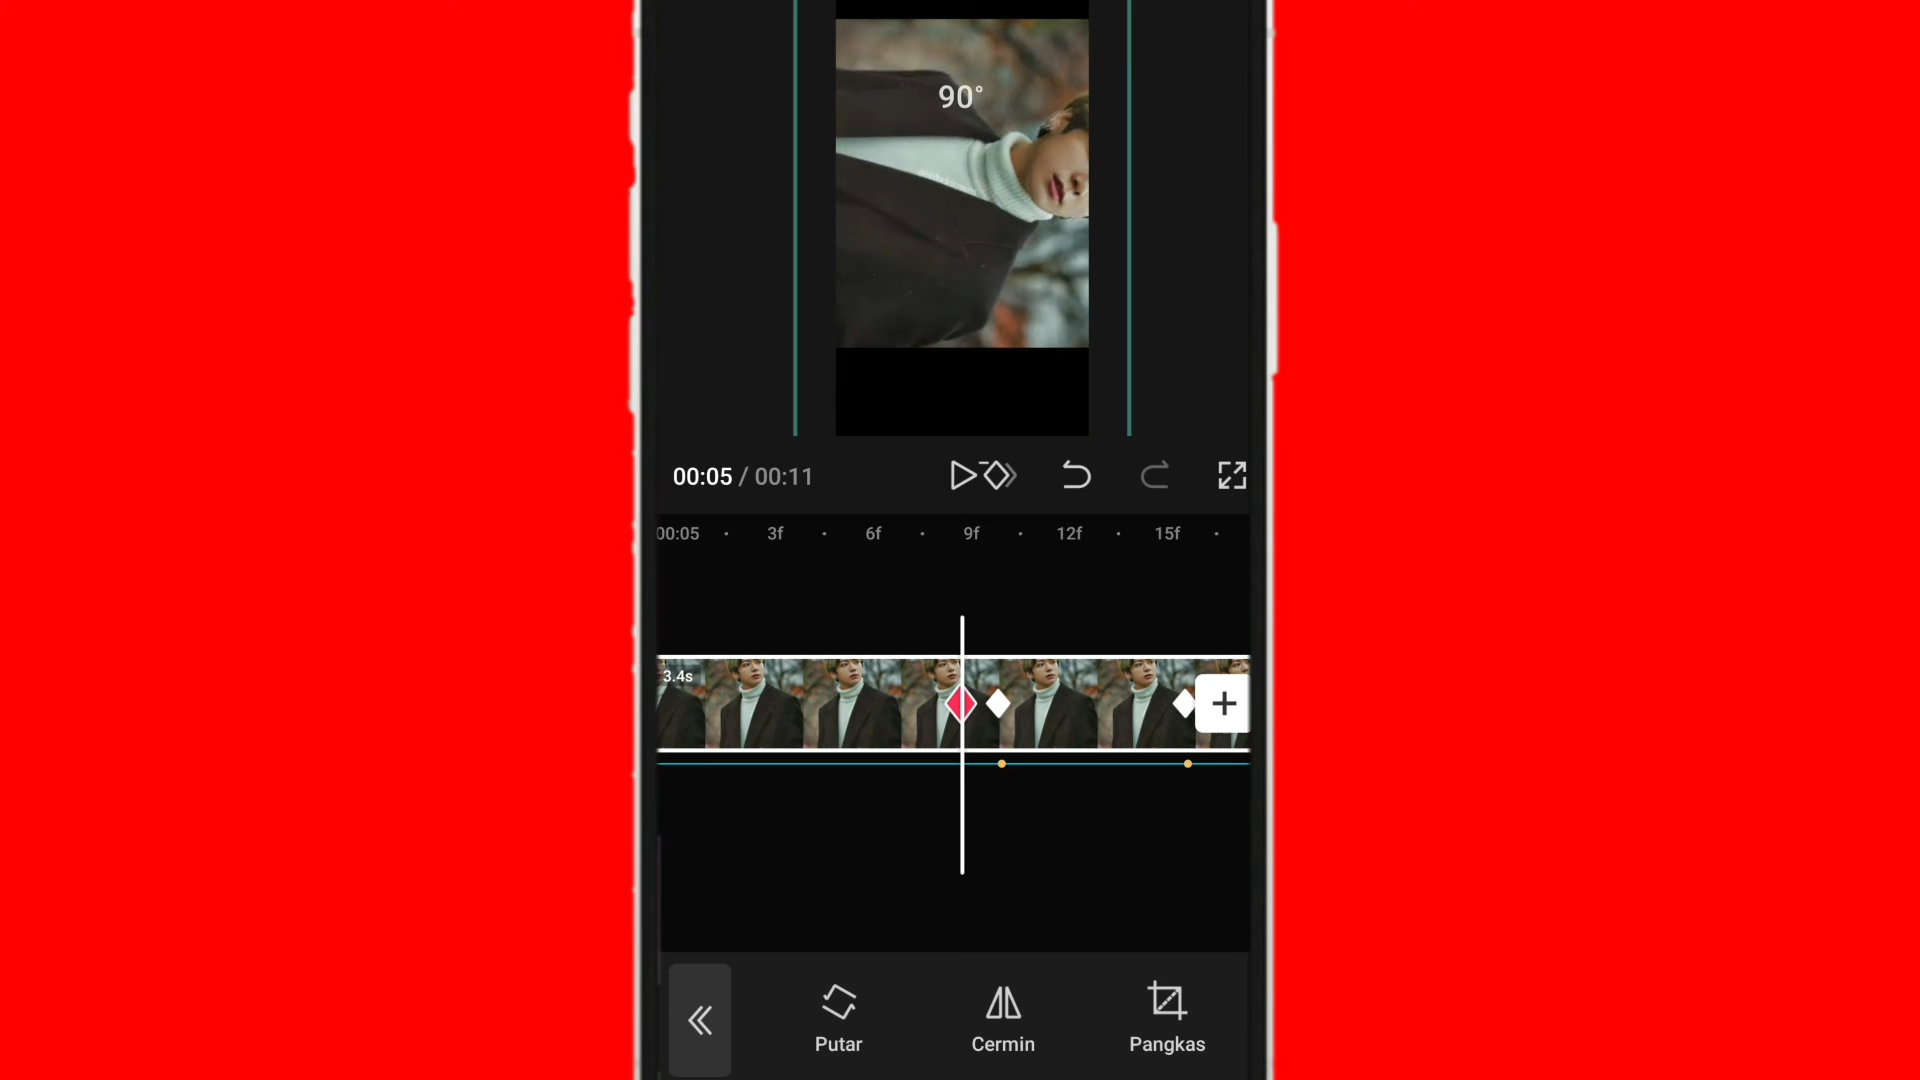 90°
00:05 / 00:11
00:05 3f 6f 9f 12f 15f
3.4s
Putar Cermin Pangkas